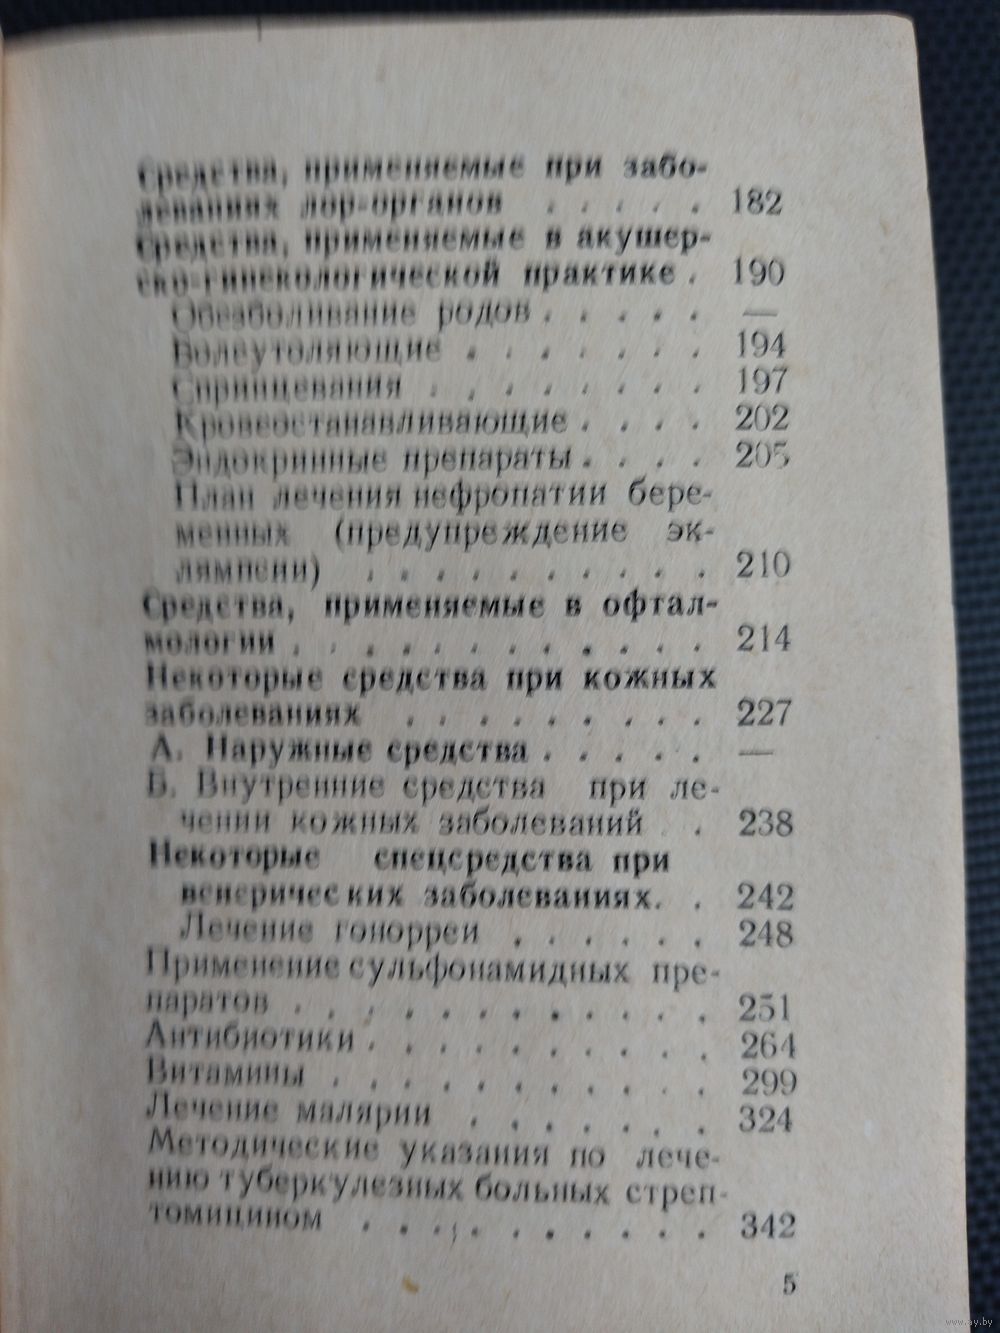 Средства, применяемые при забо-
леваниях лор-органов . . . . . 182
Средства, применяемые в акушер-
ско-гинекологической практике . 190
Обезболивание родов . . . . . —
Болеутоляющие . . . . . . . 194
Спринцевания . . . . . . . . 197
Кровеостанавливающие . . . . 202
Эндокринные препараты . . . . 205
План лечения нефропатии бере-
менных (предупреждение эк-
лямпсии) . . . . . . . . . . 210
Средства, применяемые в офтал-
мологии . . . . . . . . . . . . 214
Некоторые средства при кожных
заболеваниях . . . . . . . . . 227
А. Наружные средства . . . . . —
Б. Внутренние средства при ле-
чении кожных заболеваний . . 238
Некоторые спецсредства при
венерических заболеваниях. . 242
Лечение гонорреи . . . . . . 248
Применение сульфонамидных пре-
паратов . . . . . . . . . . . . 251
Антибиотики . . . . . . . . . . 264
Витамины . . . . . . . . . . . 299
Лечение малярии . . . . . . . 324
Методические указания по лече-
нию туберкулезных больных стреп-
томицином . . . . . . . . . . 342
5
www.ay.by